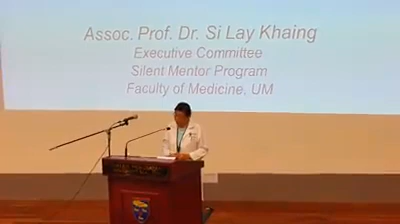 Assoc. Prof. Dr. Si Lay Khaing
Executive Committee
Silent Mentor Program
Faculty of Medicine, UM